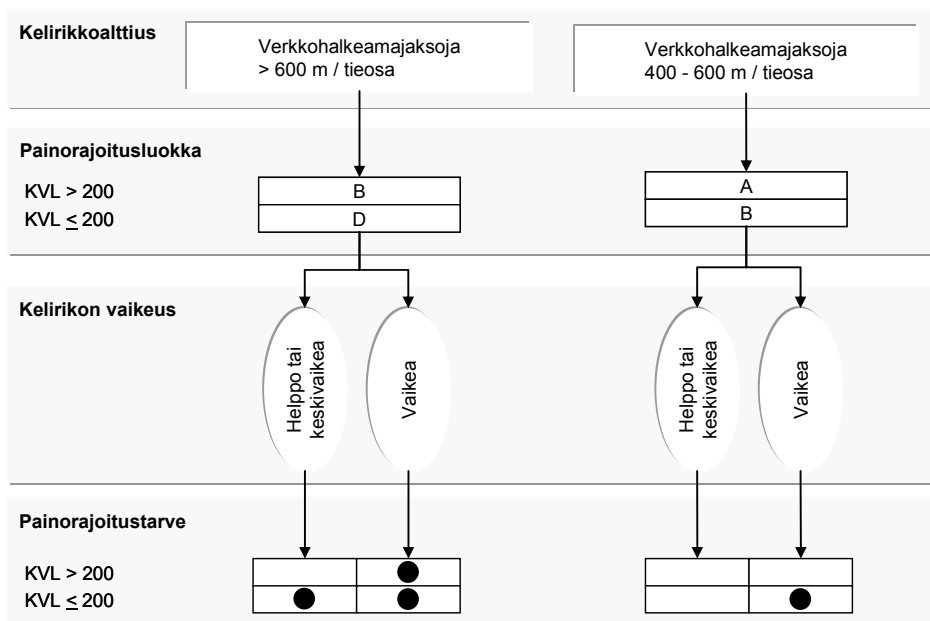 Kelirikkoalttius
Verkkohalkeamajaksoja
> 600 m / tieosa
Verkkohalkeamajaksoja
400 - 600 m / tieosa
Painorajoitusluokka
KVL > 200
KVL ≤ 200
B
D
A
B
Kelirikon vaikeus
Helppo tai
keskivaikea
Vaikea
Helppo tai
keskivaikea
Vaikea
Painorajoitustarve
KVL > 200
KVL ≤ 200